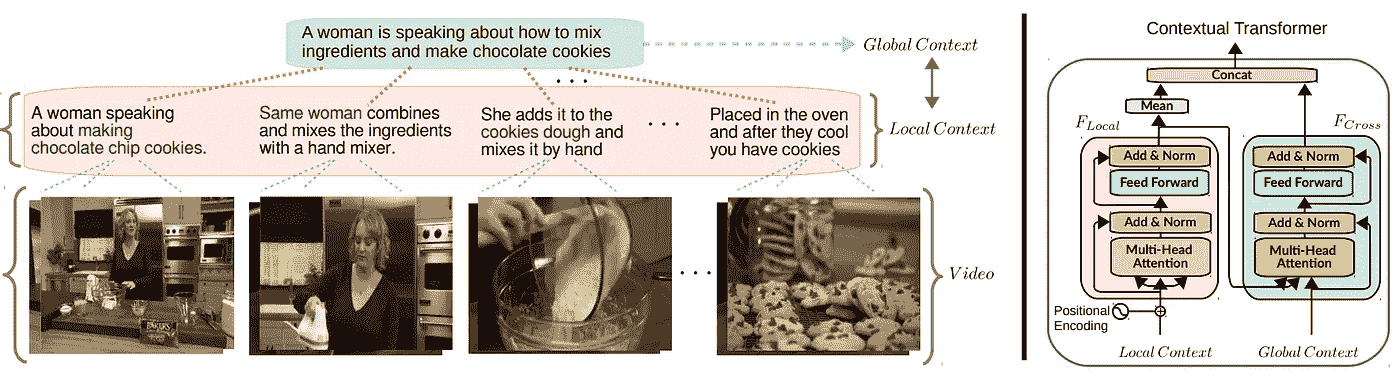 A woman is speaking about how to mix
ingredients and make chocolate cookies
Global Context
. . .
A woman speaking
about making
chocolate chip cookies.
Same woman combines
and mixes the ingredients
with a hand mixer.
She adds it to the
cookies dough and
mixes it by hand
. . .
Placed in the oven
and after they cool
you have cookies
Local Context
BAKERS
. . .
Video
Contextual Transformer
Concat
Mean
F_Local
F_Cross
Add & Norm
Feed Forward
Add & Norm
Multi-Head
Attention
Add & Norm
Feed Forward
Add & Norm
Multi-Head
Attention
Positional
Encoding
Local Context
Global Context